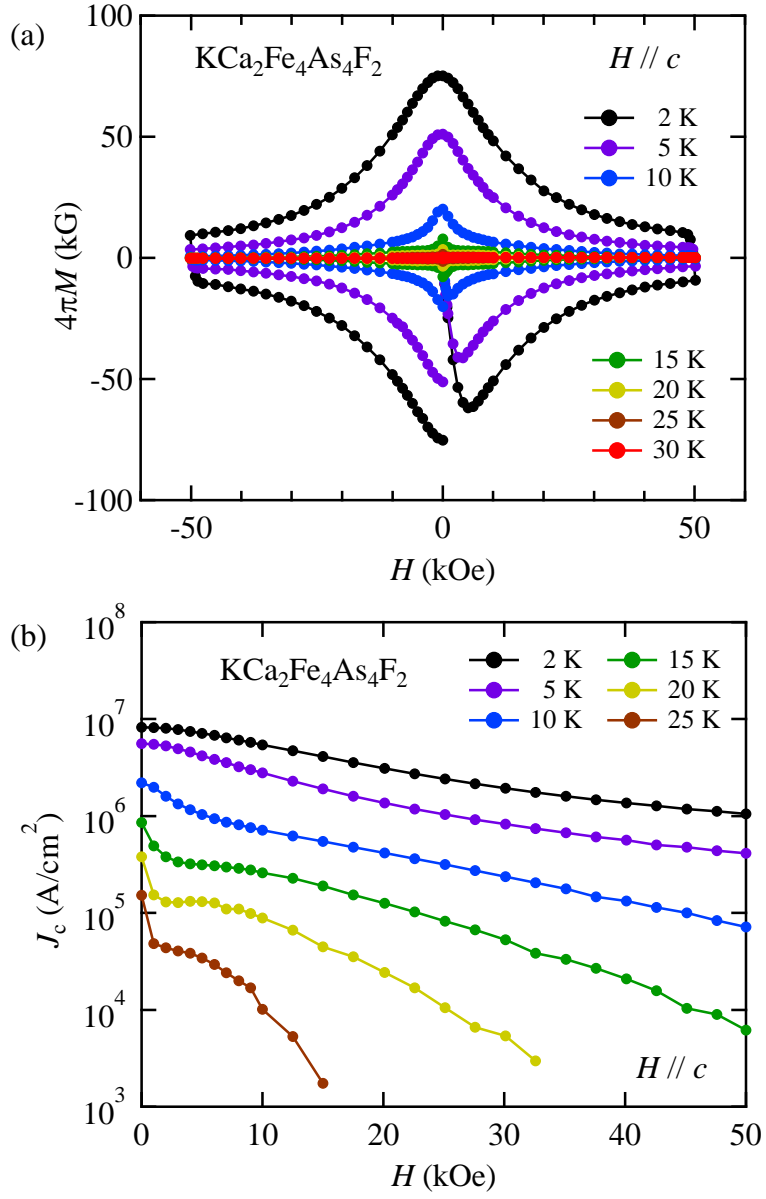 (a)
KCa2Fe4As4F2
H // c
2 K
5 K
10 K
15 K
20 K
25 K
30 K
100
50
0
-50
-100
4πM (kG)
-50 0 50
H (kOe)
(b)
KCa2Fe4As4F2
2 K
5 K
10 K
15 K
20 K
25 K
H // c
10^8
10^7
10^6
10^5
10^4
10^3
Jc (A/cm^2)
0 10 20 30 40 50
H (kOe)